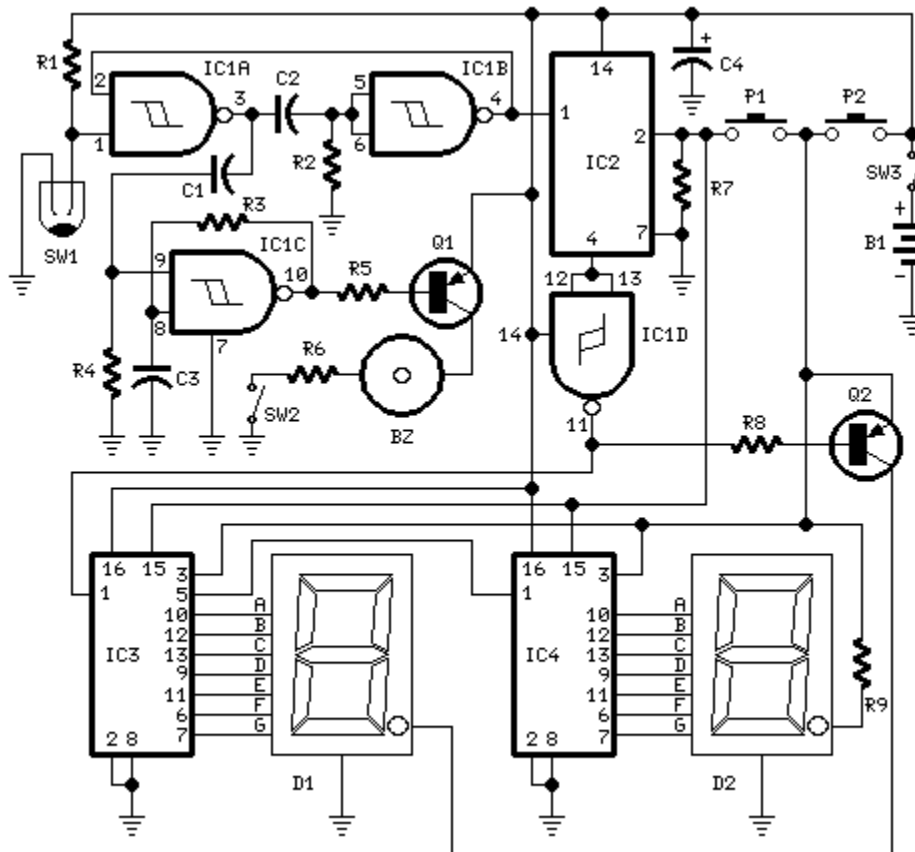 R1
2
IC1A
3
1
C2
5
6
IC1B
4
R2
C1
R3
SW1
14
1
2
IC2
7
4
C4
+
P1
P2
R7
SW3
+
B1
-
9
8
IC1C
10
7
R5
Q1
R4
C3
R6
SW2
BZ
12
13
14
IC1D
11
R8
Q2
16
15
1
3
5
IC3
10
12
13
9
11
6
7
2
8
A
B
C
D
E
F
G
D1
16
15
1
3
IC4
10
12
13
9
11
6
7
2
8
A
B
C
D
E
F
G
D2
R9